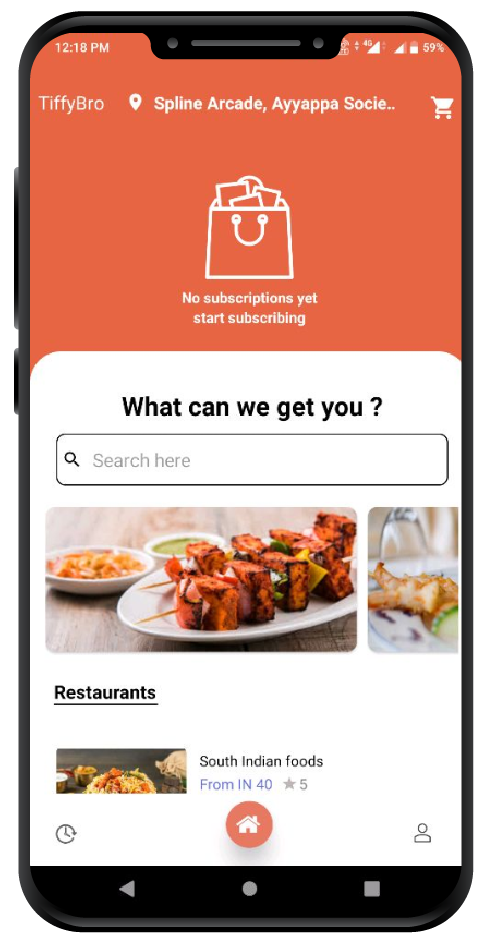 12:18 PM 4G 59%
TiffyBro Spline Arcade, Ayyappa Socie..
No subscriptions yet
start subscribing
What can we get you ?
Search here
Restaurants
South Indian foods
From IN 40 ★ 5